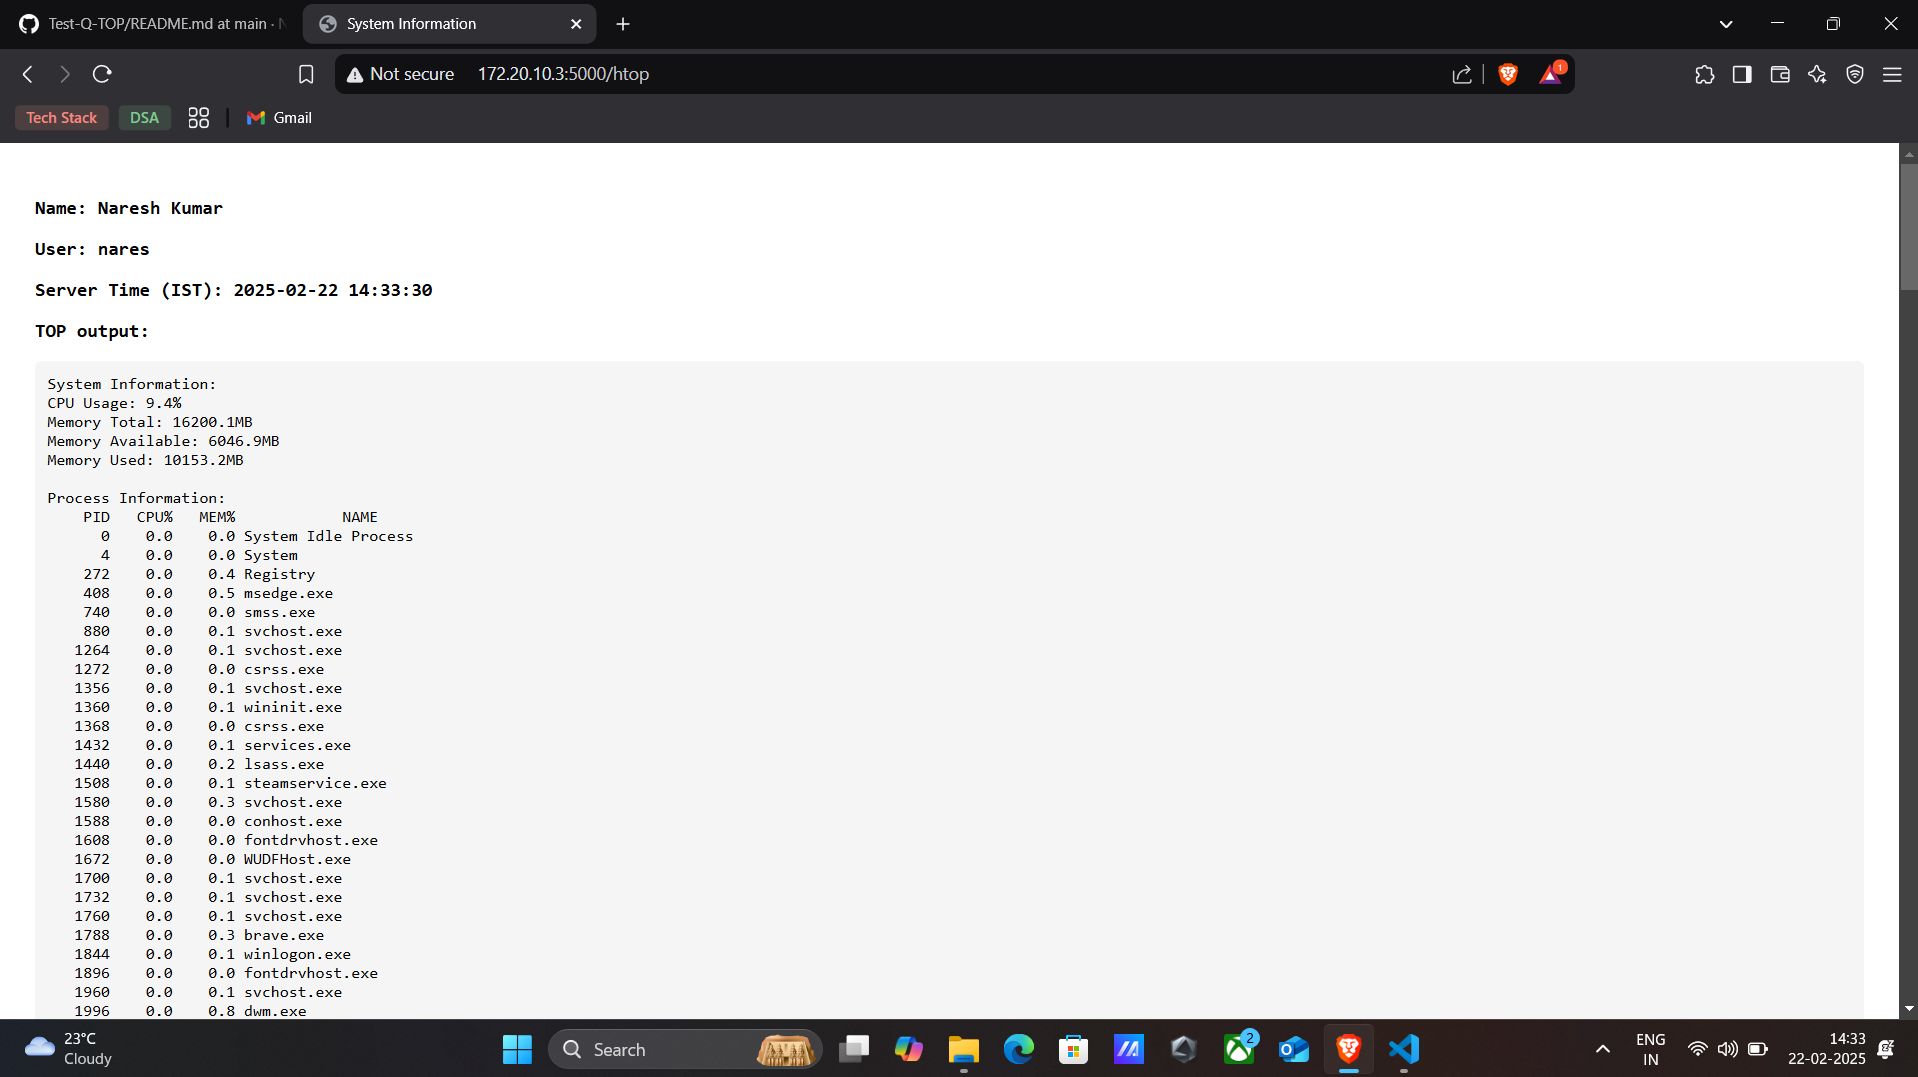 Test-Q-TOP/README.md at main ·
System Information
Not secure 172.20.10.3:5000/htop
1
Tech Stack DSA Gmail
Name: Naresh Kumar
User: nares
Server Time (IST): 2025-02-22 14:33:30
TOP output:
System Information:
CPU Usage: 9.4%
Memory Total: 16200.1MB
Memory Available: 6046.9MB
Memory Used: 10153.2MB
Process Information:
PID CPU% MEM% NAME
0 0.0 0.0 System Idle Process
4 0.0 0.0 System
272 0.0 0.4 Registry
408 0.0 0.5 msedge.exe
740 0.0 0.0 smss.exe
880 0.0 0.1 svchost.exe
1264 0.0 0.1 svchost.exe
1272 0.0 0.0 csrss.exe
1356 0.0 0.1 svchost.exe
1360 0.0 0.1 wininit.exe
1368 0.0 0.0 csrss.exe
1432 0.0 0.1 services.exe
1440 0.0 0.2 lsass.exe
1508 0.0 0.1 steamservice.exe
1580 0.0 0.3 svchost.exe
1588 0.0 0.0 conhost.exe
1608 0.0 0.0 fontdrvhost.exe
1672 0.0 0.0 WUDFHost.exe
1700 0.0 0.1 svchost.exe
1732 0.0 0.1 svchost.exe
1760 0.0 0.1 svchost.exe
1788 0.0 0.3 brave.exe
1844 0.0 0.1 winlogon.exe
1896 0.0 0.0 fontdrvhost.exe
1960 0.0 0.1 svchost.exe
1996 0.0 0.8 dwm.exe
23°C
Cloudy
Search
2
ENG
IN
14:33
22-02-2025